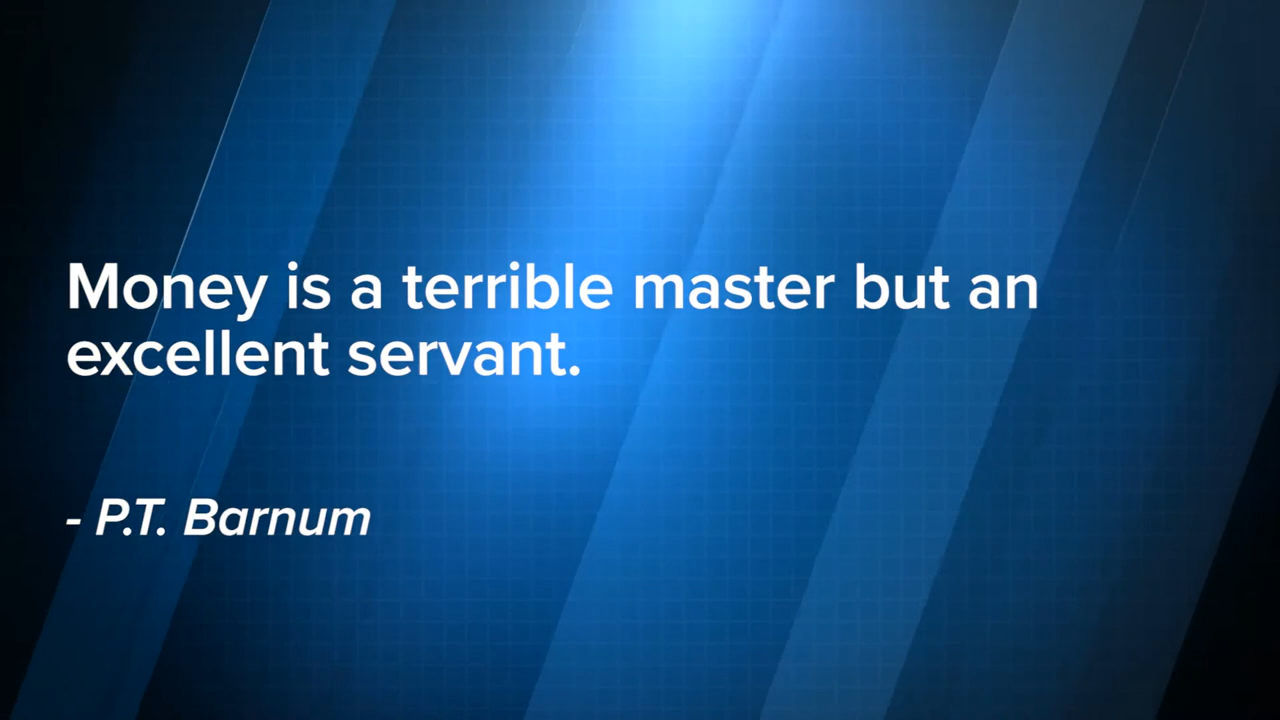 Money is a terrible master but an
excellent servant.
- P.T. Barnum